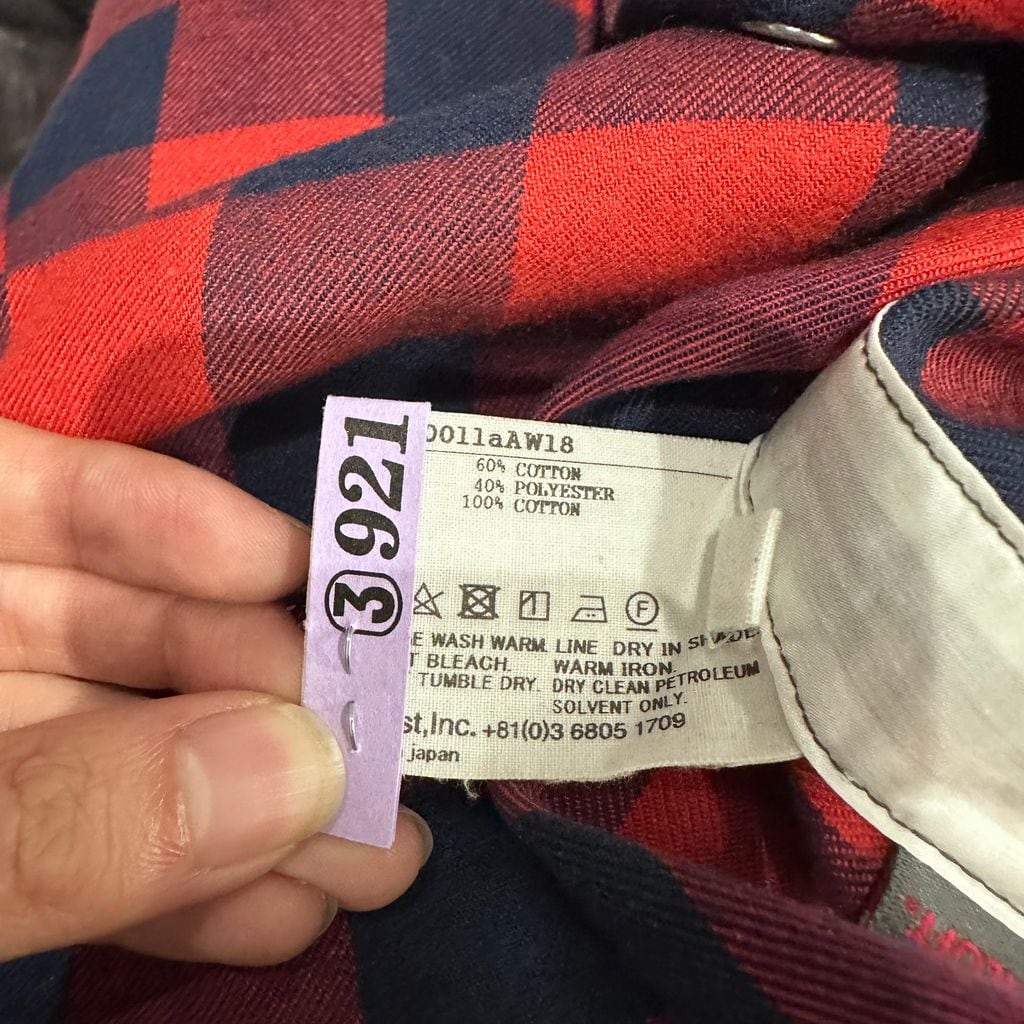 3921
0011aAW18
60% COTTON
40% POLYESTER
100% COTTON
F
WASH WARM. LINE DRY IN SHADE.
BLEACH. WARM IRON.
TUMBLE DRY. DRY CLEAN PETROLEUM
SOLVENT ONLY.
st,Inc. +81(0)3 6805 1709
japan